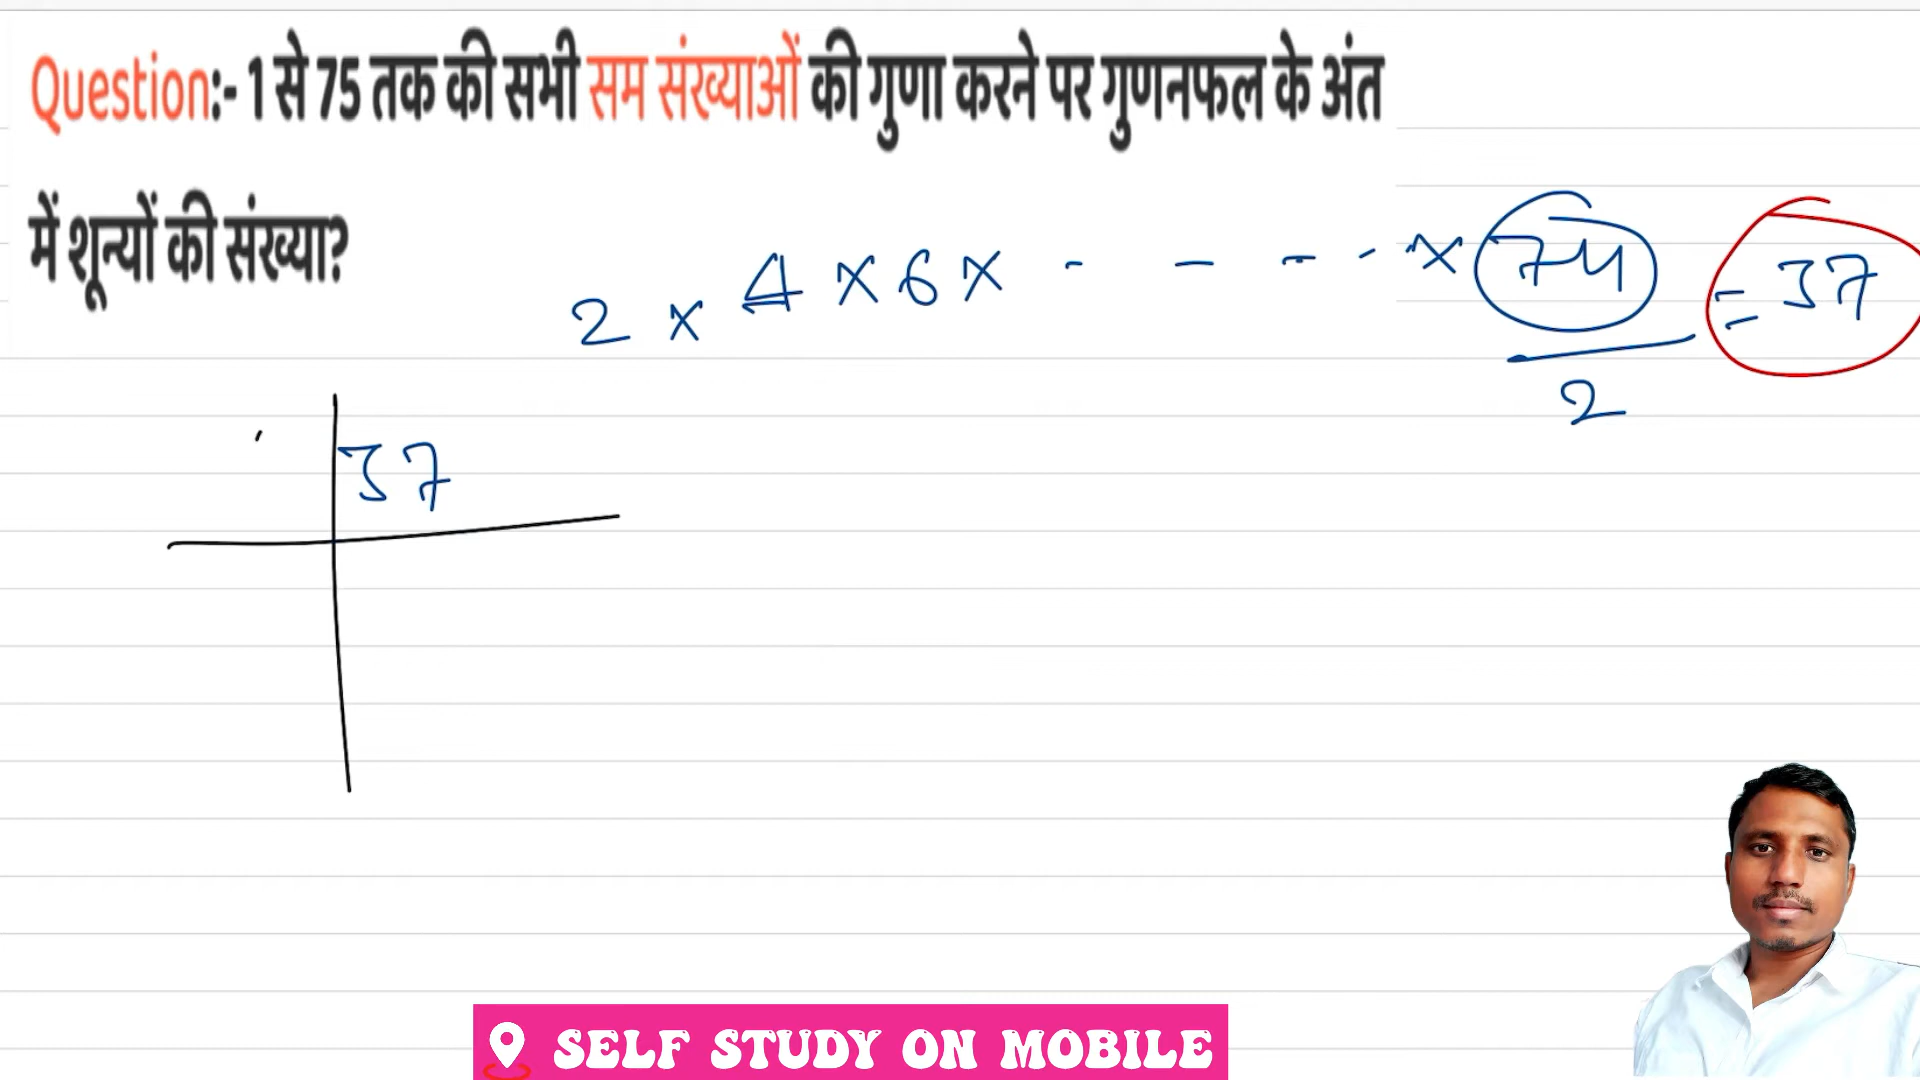 Question:- 1 से 75 तक की सभी सम संख्याओं की गुणा करने पर गुणनफल के अंत
में शून्यों की संख्या?
2 x 4 x 6 x - - - - x 74 = 37
2
37
SELF STUDY ON MOBILE